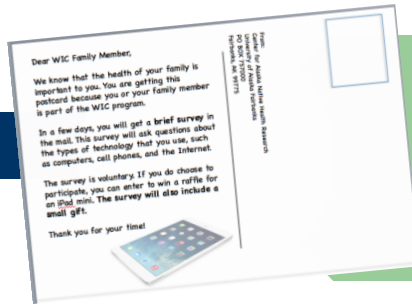 Dear WIC Family Member,
We know that the health of your family is
important to you. You are getting this
postcard because you or your family member
is part of the WIC program.
In a few days, you will get a brief survey in
the mail. This survey will ask questions about
the types of technology that you use, such
as computers, cell phones, and the Internet.
The survey is voluntary. If you do choose to
participate, you can enter to win a raffle for
an iPad mini. The survey will also include a
small gift.
Thank you for your time!
From:
Center for Alaska Native Health Research
University of Alaska Fairbanks
PO BOX 757000
Fairbanks, AK 99775